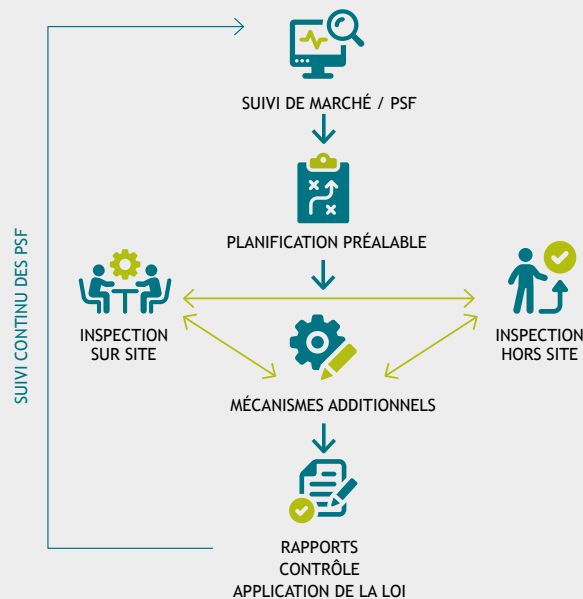 SUIVI DE MARCHÉ / PSF
PLANIFICATION PRÉALABLE
SUIVI CONTINU DES PSF
INSPECTION
SUR SITE
INSPECTION
HORS SITE
MÉCANISMES ADDITIONNELS
RAPPORTS
CONTRÔLE
APPLICATION DE LA LOI